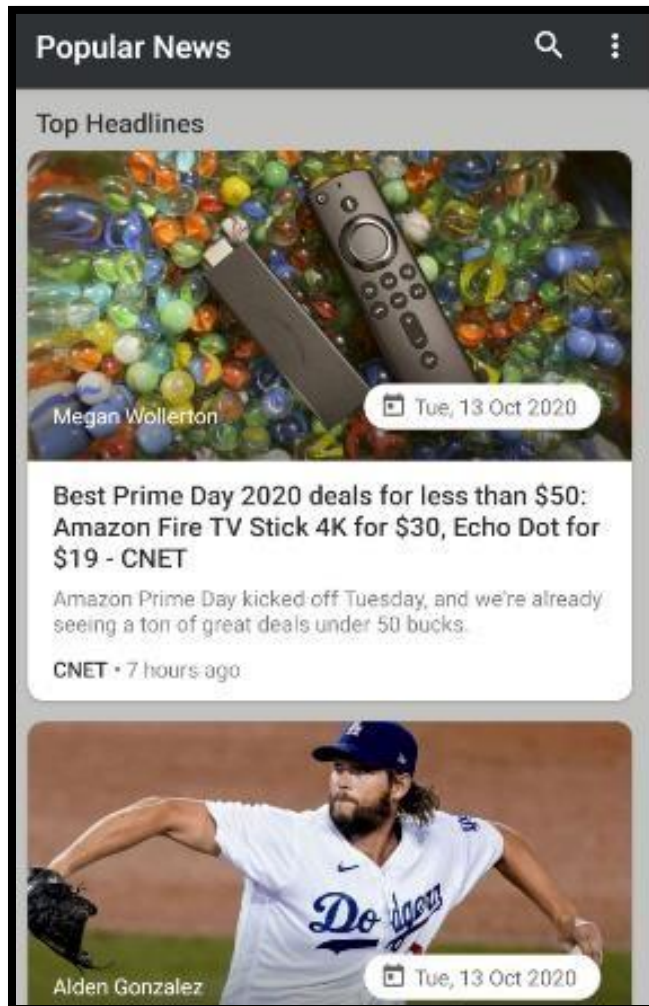 Popular News
Top Headlines
Megan Wollerton
Tue, 13 Oct 2020
Best Prime Day 2020 deals for less than $50:
Amazon Fire TV Stick 4K for $30, Echo Dot for
$19 - CNET
Amazon Prime Day kicked off Tuesday, and we're already
seeing a ton of great deals under 50 bucks.
CNET • 7 hours ago
LA
Dodgers
Alden Gonzalez
Tue, 13 Oct 2020